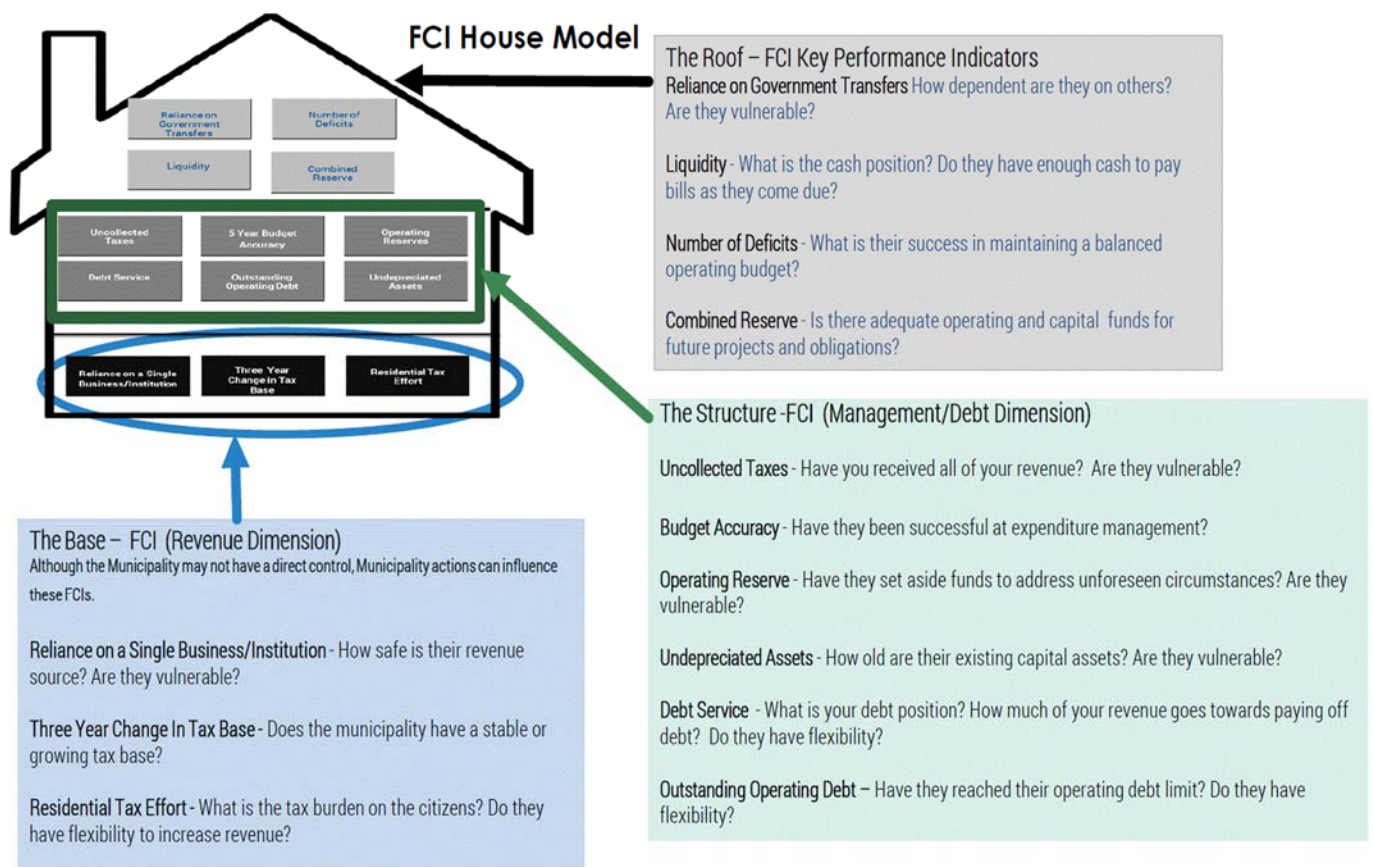 FCI House Model
Reliance on
Government
Transfers
Number of
Deficits
Liquidity
Combined
Reserve
Uncollected
Taxes
5 Year Budget
Accuracy
Operating
Reserves
Debt Service
Outstanding
Operating Debt
Undepreciated
Assets
Reliance on a Single
Business/Institution
Three Year
Change in Tax
Base
Residential Tax
Effort
The Roof – FCI Key Performance Indicators
Reliance on Government Transfers How dependent are they on others?
Are they vulnerable?
Liquidity - What is the cash position? Do they have enough cash to pay
bills as they come due?
Number of Deficits - What is their success in maintaining a balanced
operating budget?
Combined Reserve - Is there adequate operating and capital funds for
future projects and obligations?
The Structure -FCI (Management/Debt Dimension)
Uncollected Taxes - Have you received all of your revenue? Are they vulnerable?
Budget Accuracy - Have they been successful at expenditure management?
Operating Reserve - Have they set aside funds to address unforeseen circumstances? Are they
vulnerable?
Undepreciated Assets - How old are their existing capital assets? Are they vulnerable?
Debt Service - What is your debt position? How much of your revenue goes towards paying off
debt? Do they have flexibility?
Outstanding Operating Debt – Have they reached their operating debt limit? Do they have
flexibility?
The Base – FCI (Revenue Dimension)
Although the Municipality may not have a direct control, Municipality actions can influence
these FCIs.
Reliance on a Single Business/Institution - How safe is their revenue
source? Are they vulnerable?
Three Year Change In Tax Base - Does the municipality have a stable or
growing tax base?
Residential Tax Effort - What is the tax burden on the citizens? Do they
have flexibility to increase revenue?